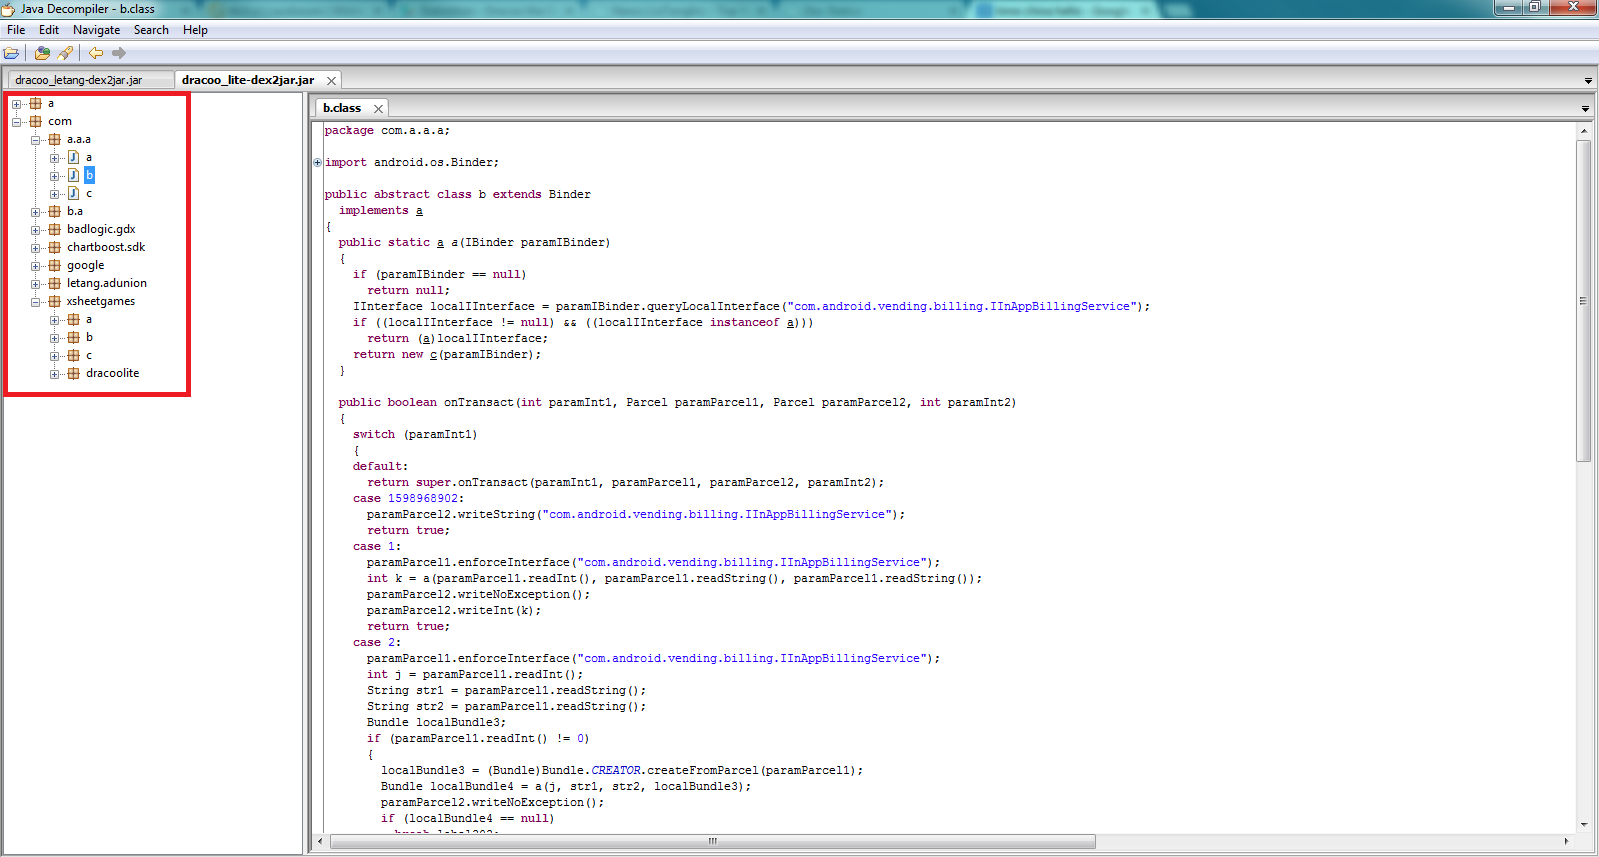 Java Decompiler - b.class
File Edit Navigate Search Help
dracoo_letang-dex2jar.jar dracoo_lite-dex2jar.jar
a
com
a.a.a
a
b
c
b.a
badlogic.gdx
chartboost.sdk
google
letang.adunion
xsheetgames
a
b
c
dracoolite
b.class
package com.a.a.a;
import android.os.Binder;
public abstract class b extends Binder
implements a
{
public static a a(IBinder paramIBinder)
{
if (paramIBinder == null)
return null;
IInterface localIInterface = paramIBinder.queryLocalInterface("com.android.vending.billing.IInAppBillingService");
if ((localIInterface != null) && ((localIInterface instanceof a)))
return (a)localIInterface;
return new c(paramIBinder);
}
public boolean onTransact(int paramInt1, Parcel paramParcel1, Parcel paramParcel2, int paramInt2)
{
switch (paramInt1)
{
default:
return super.onTransact(paramInt1, paramParcel1, paramParcel2, paramInt2);
case 1598968902:
paramParcel2.writeString("com.android.vending.billing.IInAppBillingService");
return true;
case 1:
paramParcel1.enforceInterface("com.android.vending.billing.IInAppBillingService");
int k = a(paramParcel1.readInt(), paramParcel1.readString(), paramParcel1.readString());
paramParcel2.writeNoException();
paramParcel2.writeInt(k);
return true;
case 2:
paramParcel1.enforceInterface("com.android.vending.billing.IInAppBillingService");
int j = paramParcel1.readInt();
String str1 = paramParcel1.readString();
String str2 = paramParcel1.readString();
Bundle localBundle3;
if (paramParcel1.readInt() != 0)
{
localBundle3 = (Bundle)Bundle.CREATOR.createFromParcel(paramParcel1);
Bundle localBundle4 = a(j, str1, str2, localBundle3);
paramParcel2.writeNoException();
if (localBundle4 == null)